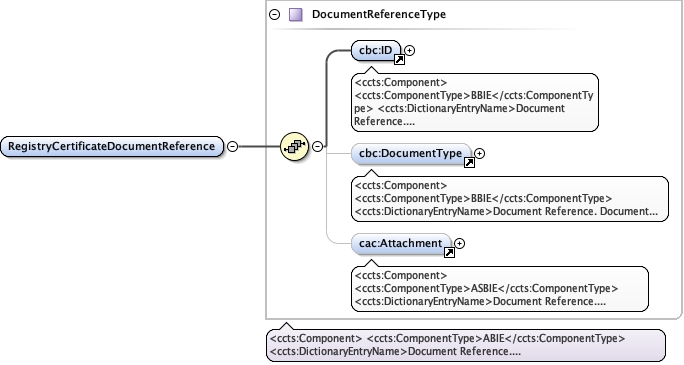 DocumentReferenceType
cbc:ID
<ccts:Component>
<ccts:ComponentType>BBIE</ccts:ComponentTy
pe> <ccts:DictionaryEntryName>Document
Reference....
RegistryCertificateDocumentReference
cbc:DocumentType
<ccts:Component>
<ccts:ComponentType>BBIE</ccts:ComponentType>
<ccts:DictionaryEntryName>Document Reference. Document...
cac:Attachment
<ccts:Component>
<ccts:ComponentType>ASBIE</ccts:ComponentType>
<ccts:DictionaryEntryName>Document Reference....
<ccts:Component> <ccts:ComponentType>ABIE</ccts:ComponentType>
<ccts:DictionaryEntryName>Document Reference....